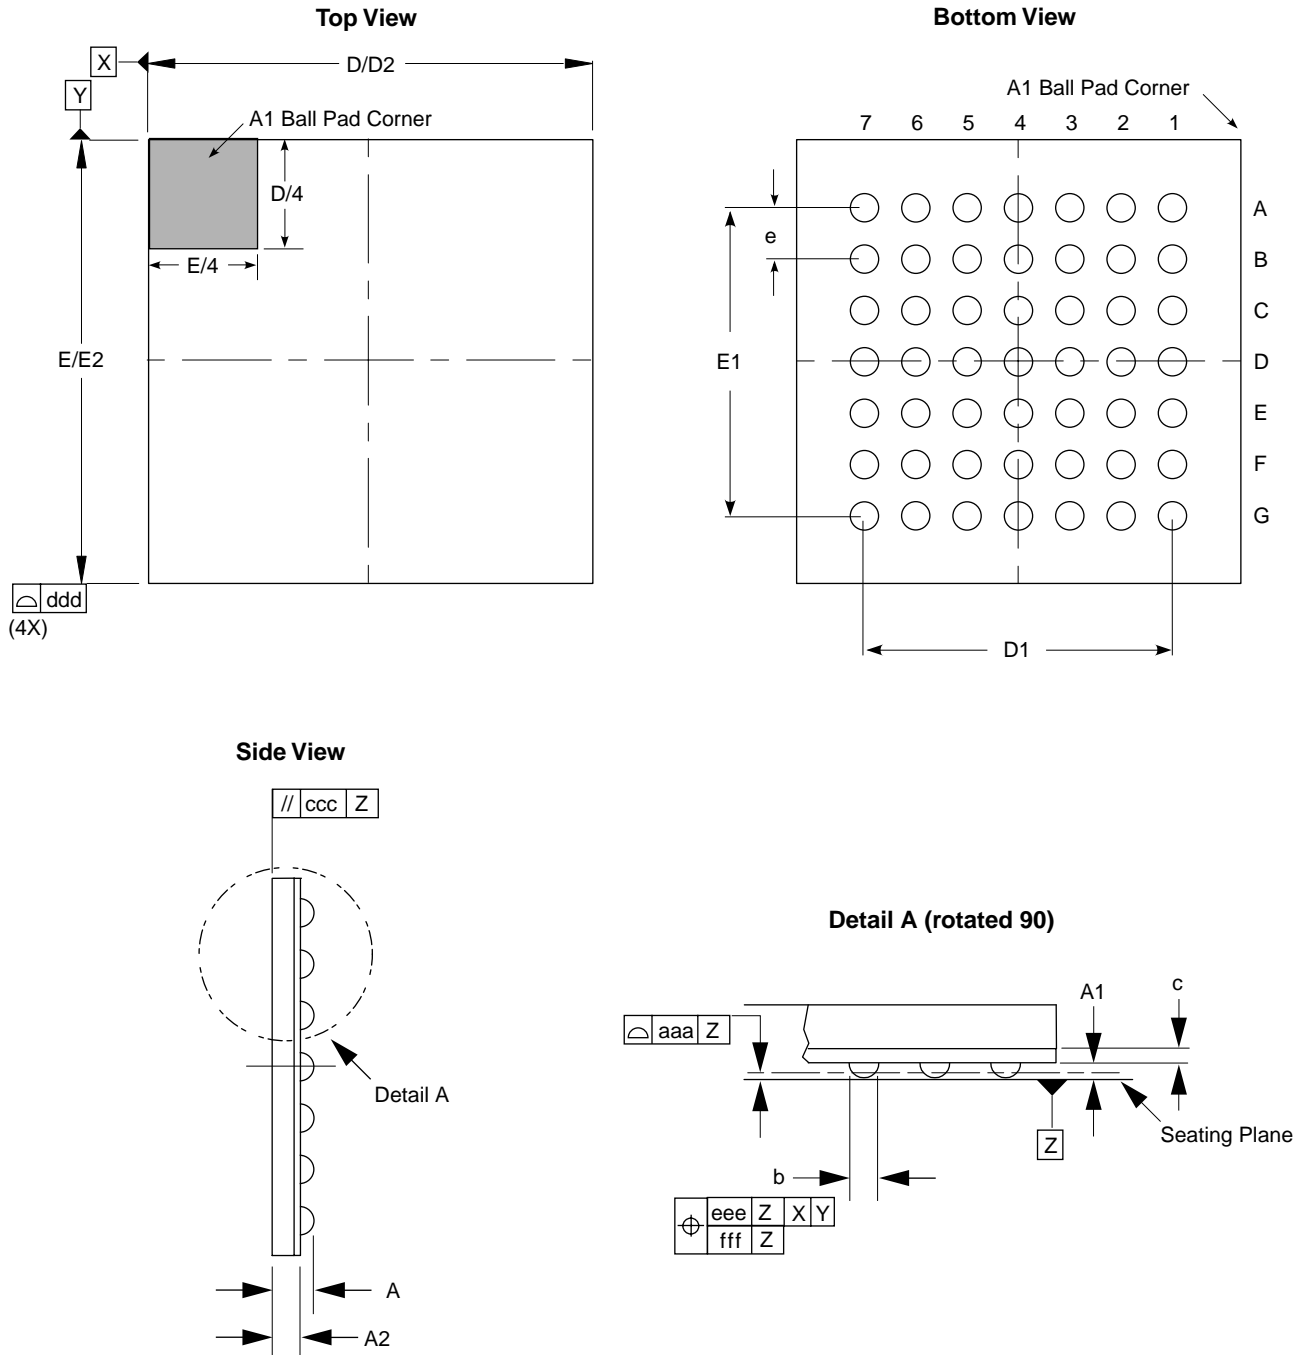 Top View
Bottom View
X
D/D2
Y
A1 Ball Pad Corner
D/4
E/4
E/E2
ddd
(4X)
A1 Ball Pad Corner
7 6 5 4 3 2 1
A
B
C
D
E
F
G
e
E1
D1
Side View
// ccc Z
Detail A
A
A2
Detail A (rotated 90)
aaa Z
A1
c
Seating Plane
Z
b
eee Z X Y
fff Z